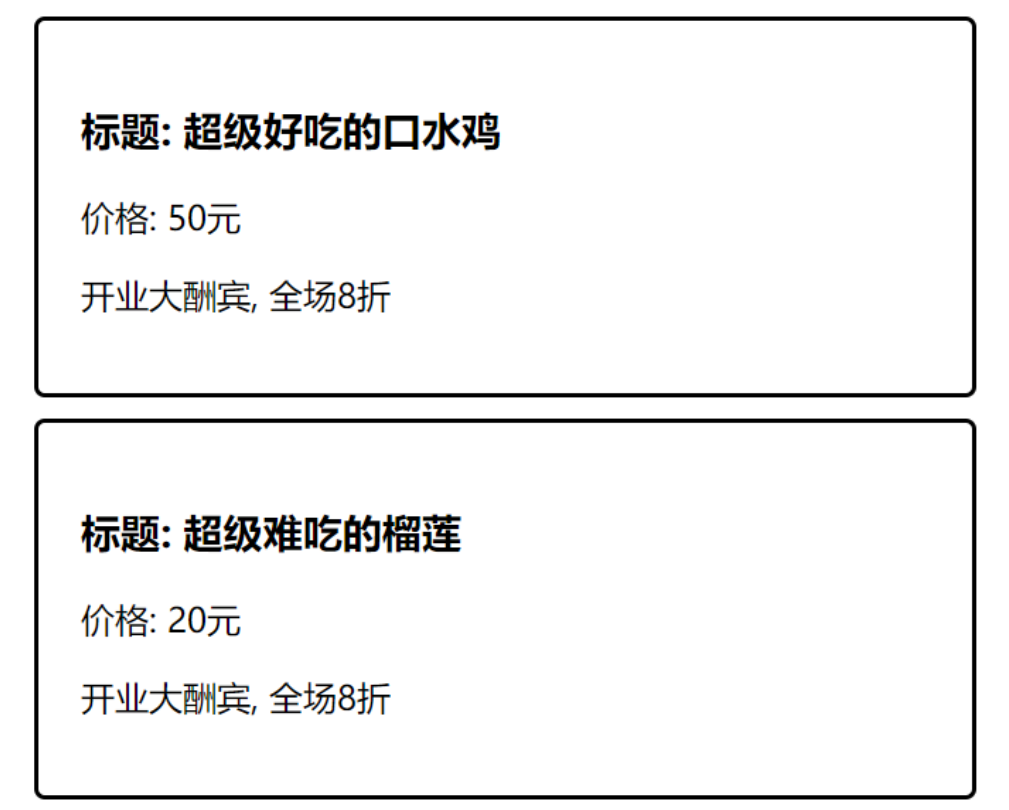 标题: 超级好吃的口水鸡
价格: 50元
开业大酬宾, 全场8折
标题: 超级难吃的榴莲
价格: 20元
开业大酬宾, 全场8折